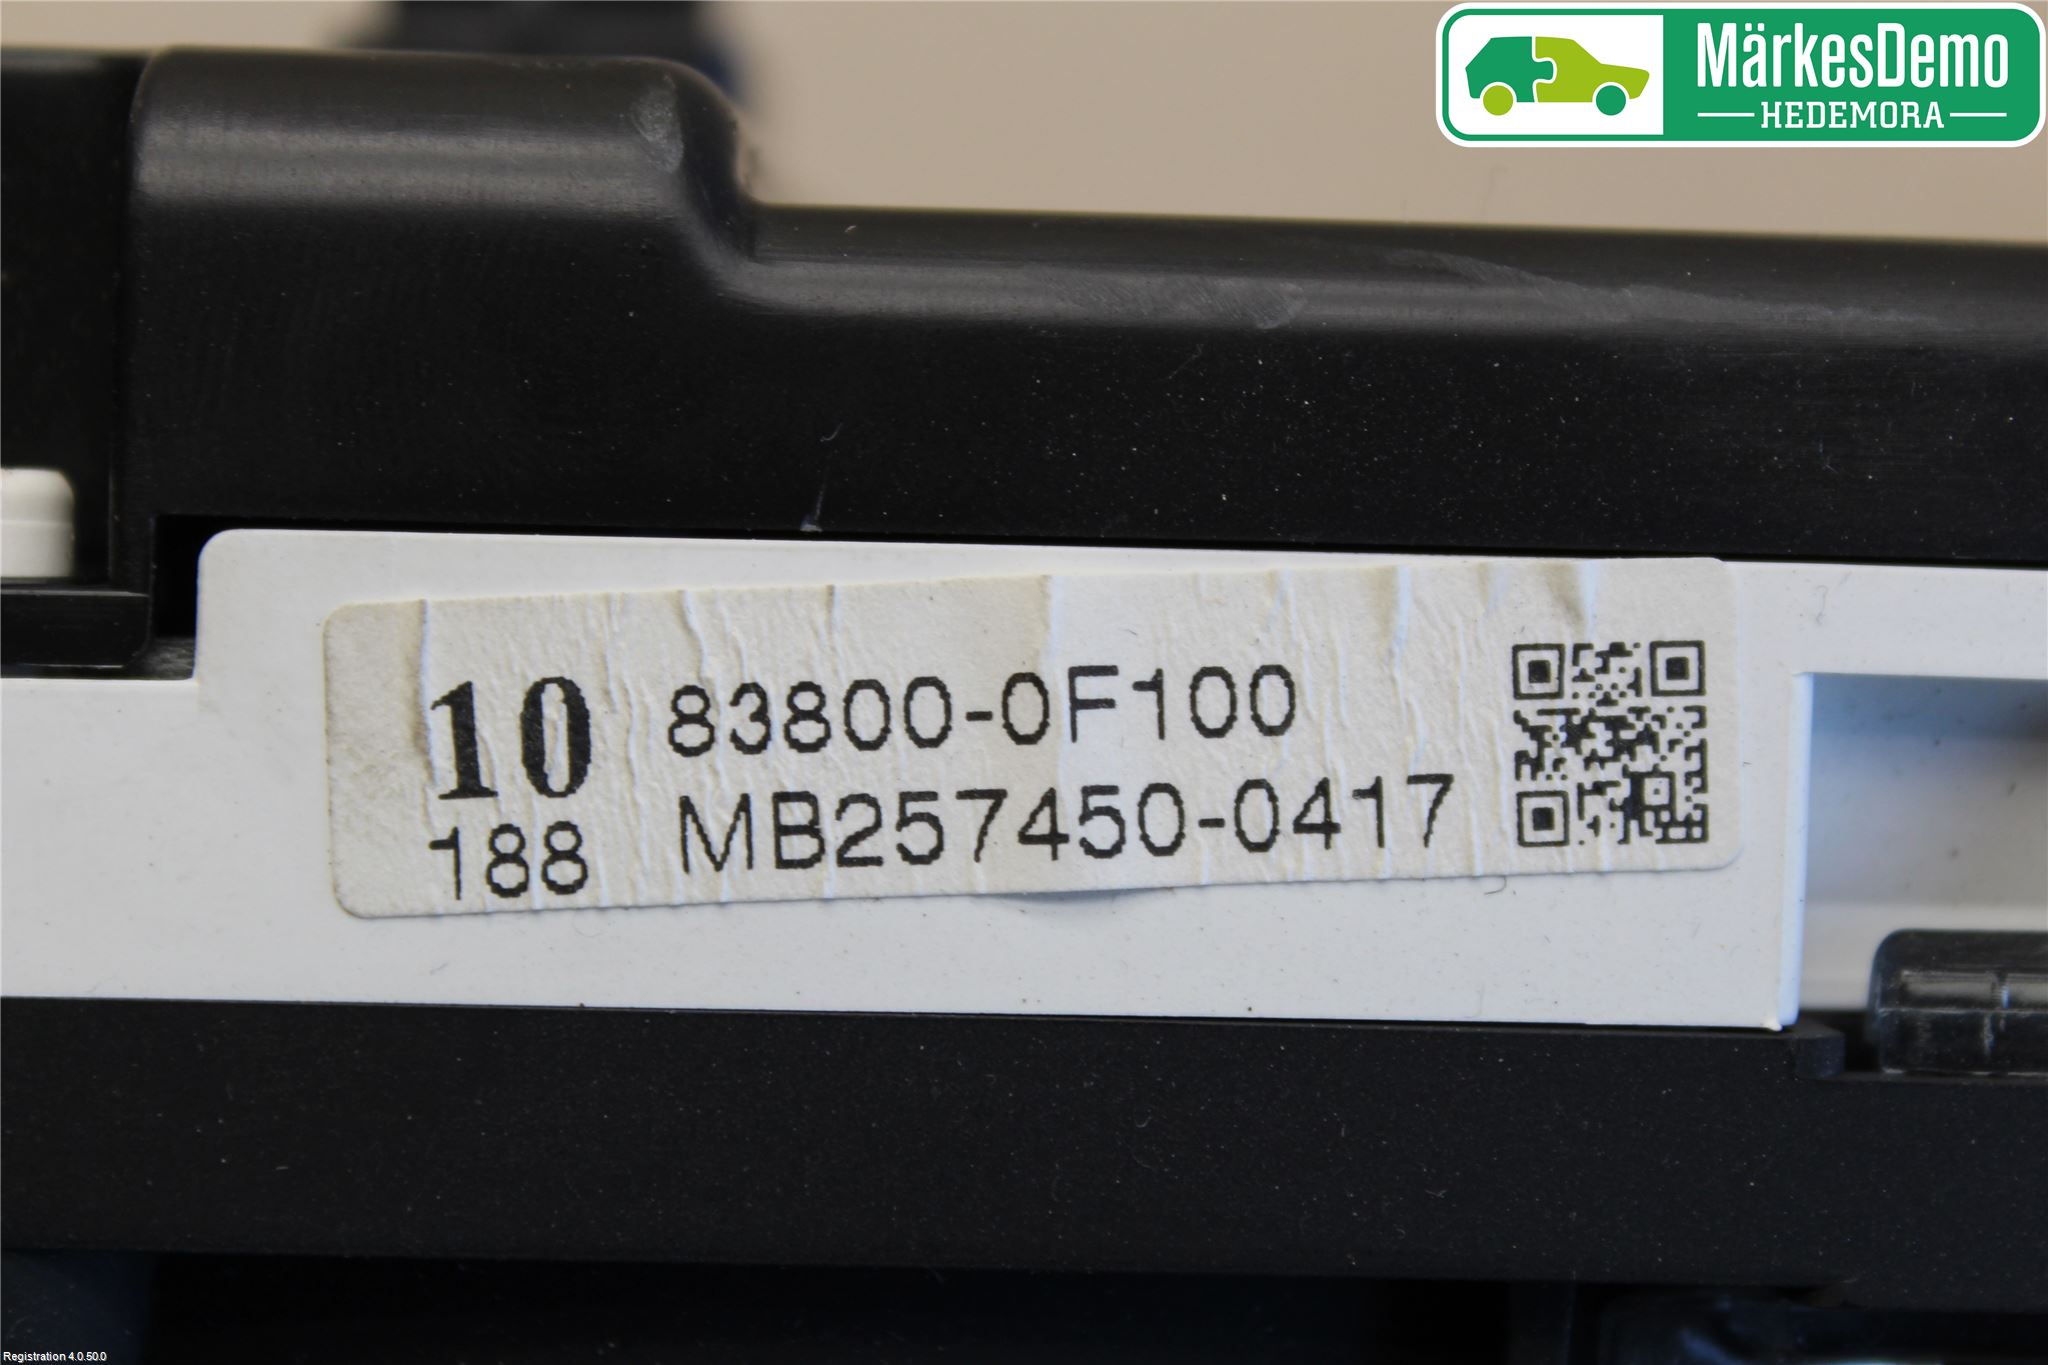 MärkesDemo
HEDEMORA
10 83800-0F100
188 MB257450-0417
Registration 4.0.50.0